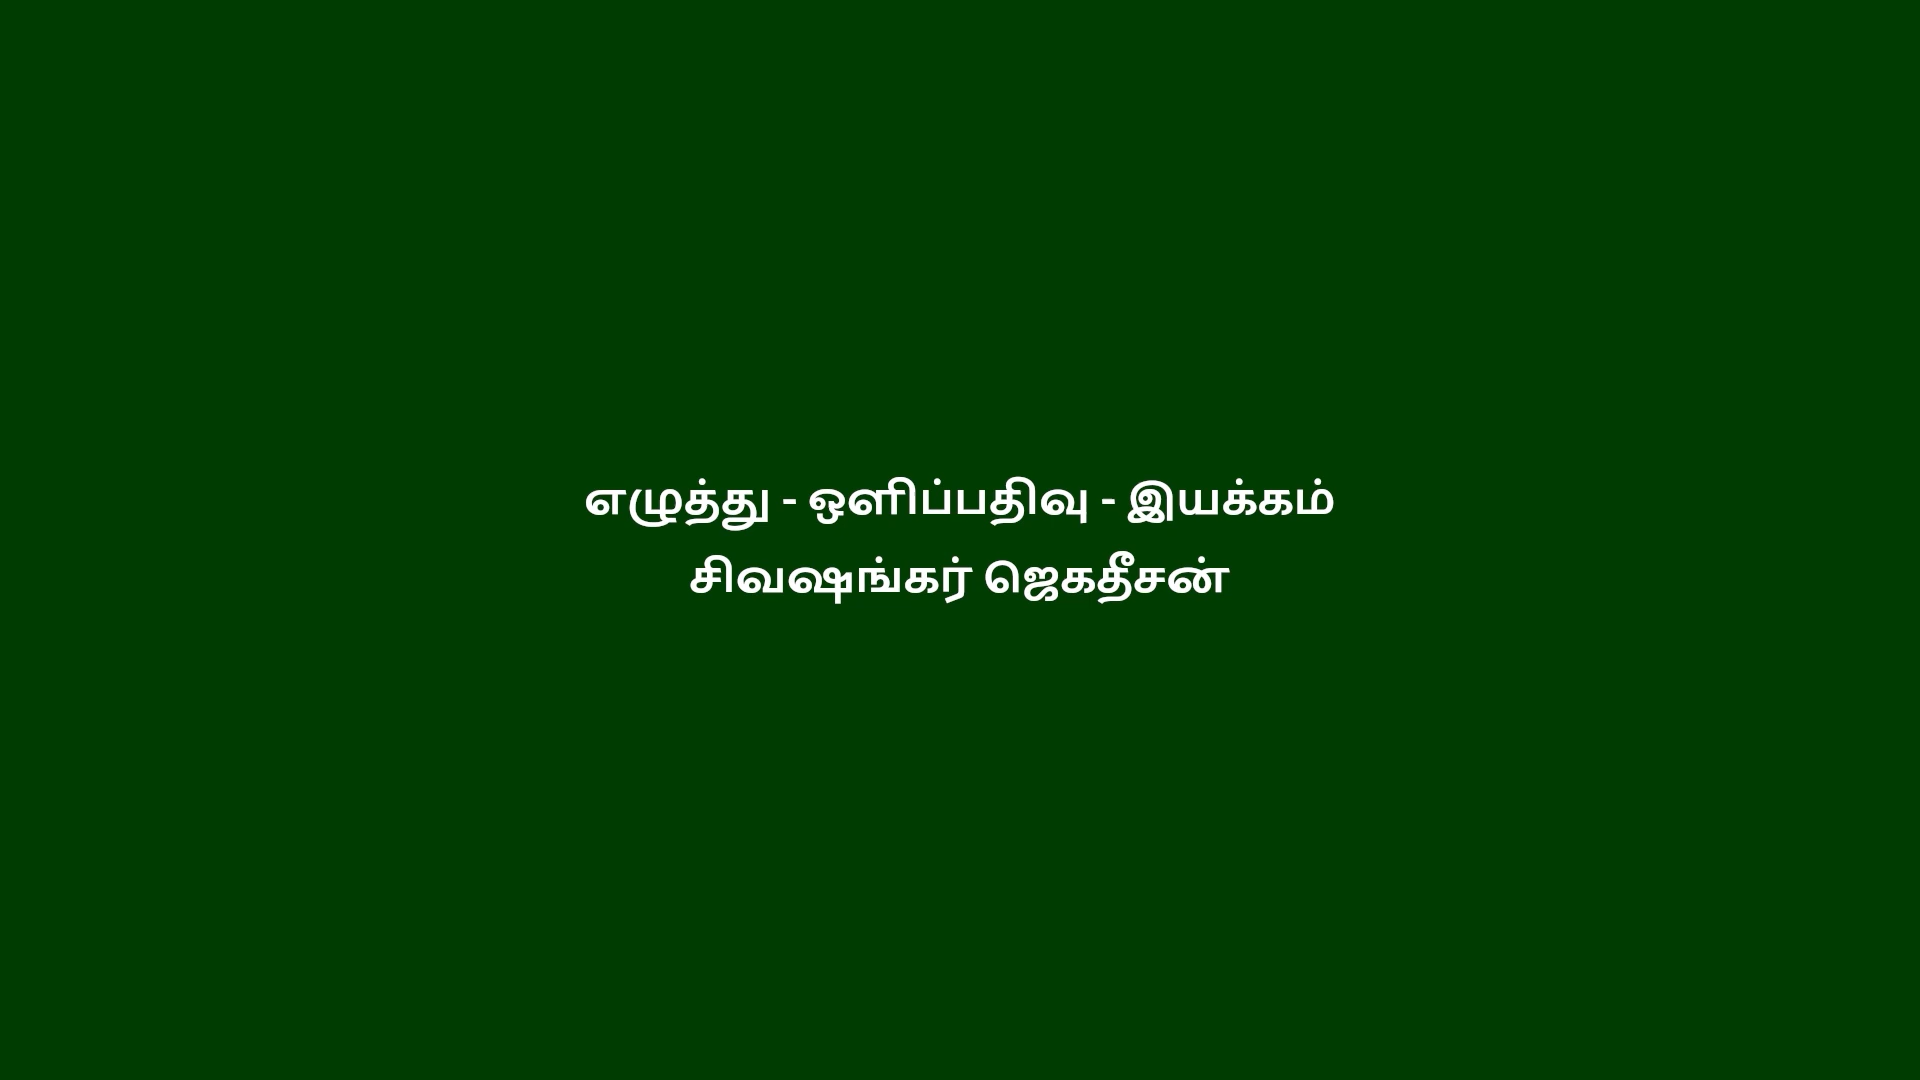 எழுத்து - ஒளிப்பதிவு - இயக்கம்
சிவஷங்கர் ஜெகதீசன்